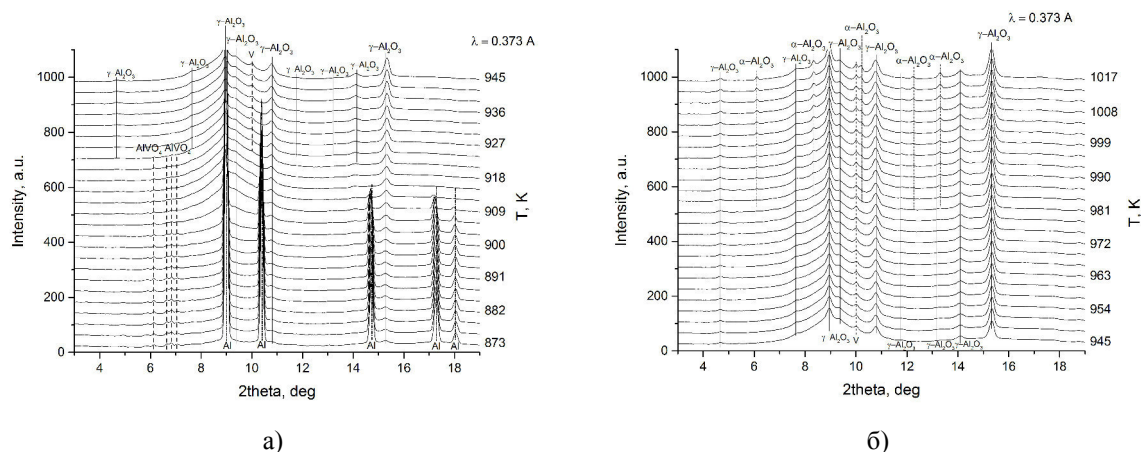 γ–Al₂O₃
γ–Al₂O₃
γ–Al₂O₃
γ–Al₂O₃
λ = 0.373 A
V
γ–Al₂O₃
γ–Al₂O₃
γ–Al₂O₃
γ–Al₂O₃
γ–Al₂O₃
AlVO₄
AlVO₄
1000
800
600
400
200
0
945
936
927
918
909
900
891
882
873
Intensity, a.u.
T, K
Al
Al
Al
Al
Al
4
6
8
10
12
14
16
18
2theta, deg
а)
λ = 0.373 A
α–Al₂O₃
γ–Al₂O₃
α–Al₂O₃
γ–Al₂O₃
γ–Al₂O₃
α–Al₂O₃
γ–Al₂O₃
α–Al₂O₃
γ–Al₂O₃
α–Al₂O₃
α–Al₂O₃
1000
800
600
400
200
0
1017
1008
999
990
981
972
963
954
945
Intensity, a.u.
T, K
γ Al₂O₃
V
γ–Al₂O₃
γ–Al₂O₃
γ–Al₂O₃
4
6
8
10
12
14
16
18
2theta, deg
б)